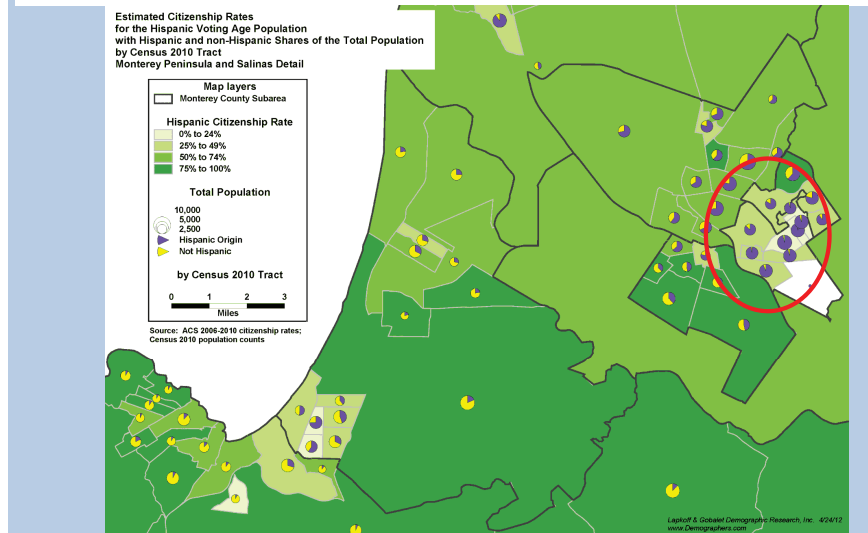 Estimated Citizenship Rates
for the Hispanic Voting Age Population
with Hispanic and non-Hispanic Shares of the Total Population
by Census 2010 Tract
Monterey Peninsula and Salinas Detail
Map layers
Monterey County Subarea
Hispanic Citizenship Rate
0% to 24%
25% to 49%
50% to 74%
75% to 100%
Total Population
10,000
5,000
2,500
Hispanic Origin
Not Hispanic
by Census 2010 Tract
0 1 2 3
Miles
Source: ACS 2006-2010 citizenship rates;
Census 2010 population counts
Lapkoff & Gobalet Demographic Research, Inc. 4/24/12
www.Demographers.com